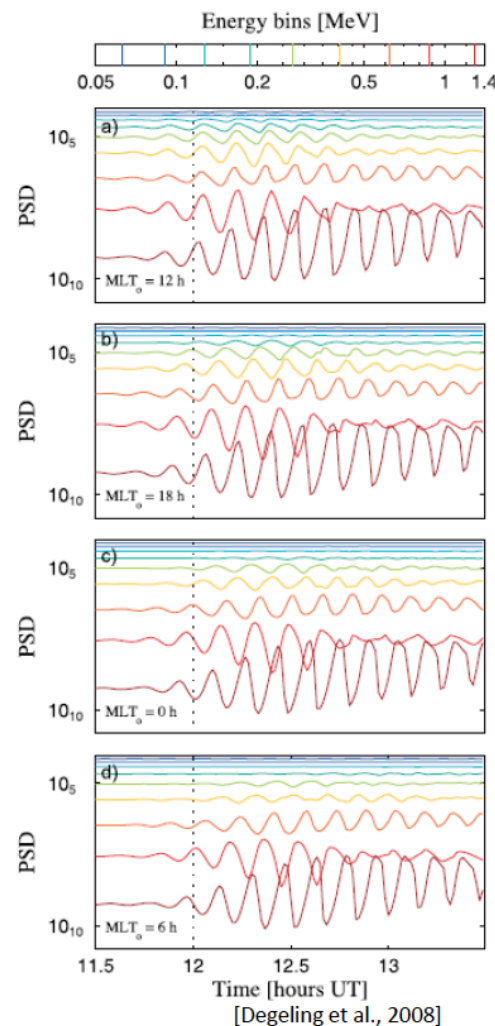 Energy bins [MeV]
0.05 0.1 0.2 0.5 1 1.4
a)
10₅
PSD
10₁₀
MLTₒ = 12 h
b)
10₅
PSD
10₁₀
MLTₒ = 18 h
c)
10₅
PSD
10₁₀
MLTₒ = 0 h
d)
10₅
PSD
10₁₀
MLTₒ = 6 h
11.5 12 12.5 13
Time [hours UT]
[Degeling et al., 2008]